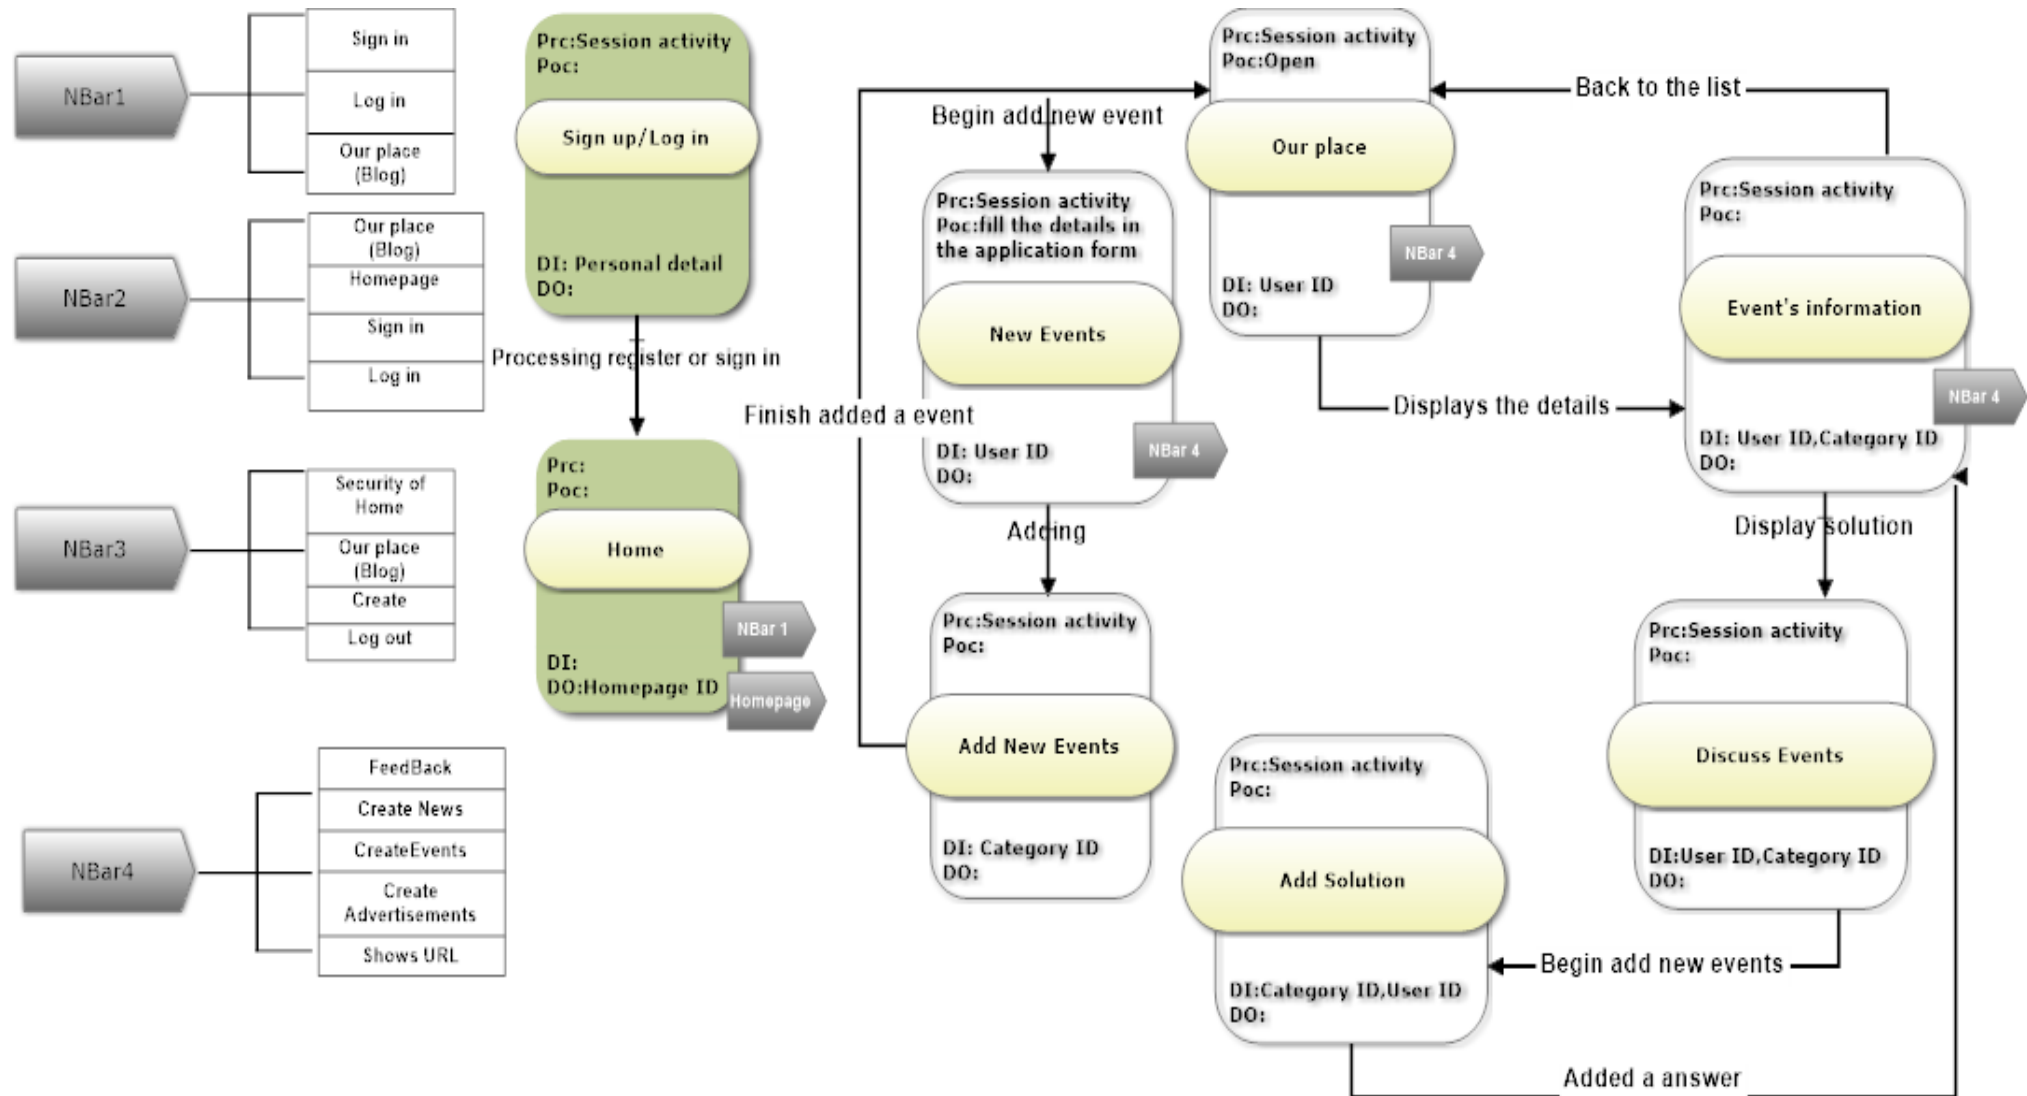 NBar1
Sign in
Log in
Our place
(Blog)
NBar2
Our place
(Blog)
Homepage
Sign in
Log in
NBar3
Security of
Home
Our place
(Blog)
Create
Log out
NBar4
FeedBack
Create News
CreateEvents
Create
Advertisements
Shows URL
Prc:Session activity
Poc:
Sign up/Log in
DI: Personal detail
DO:
Processing register or sign in
Prc:
Poc:
Home
NBar 1
DI:
DO:Homepage ID
Homepage
Begin add new event
Prc:Session activity
Poc:fill the details in
the application form
New Events
NBar 4
DI: User ID
DO:
Finish added a event
Adding
Prc:Session activity
Poc:
Add New Events
DI: Category ID
DO:
Prc:Session activity
Poc:Open
Our place
NBar 4
DI: User ID
DO:
Back to the list
Displays the details
Prc:Session activity
Poc:
Event's information
NBar 4
DI: User ID,Category ID
DO:
Display solution
Prc:Session activity
Poc:
Discuss Events
DI:User ID,Category ID
DO:
Begin add new events
Prc:Session activity
Poc:
Add Solution
DI:Category ID,User ID
DO:
Added a answer